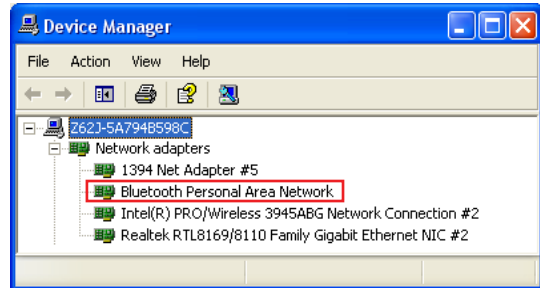 Device Manager
File Action View Help
Z62J-5A794B598C
Network adapters
1394 Net Adapter #5
Bluetooth Personal Area Network
Intel(R) PRO/Wireless 3945ABG Network Connection #2
Realtek RTL8169/8110 Family Gigabit Ethernet NIC #2